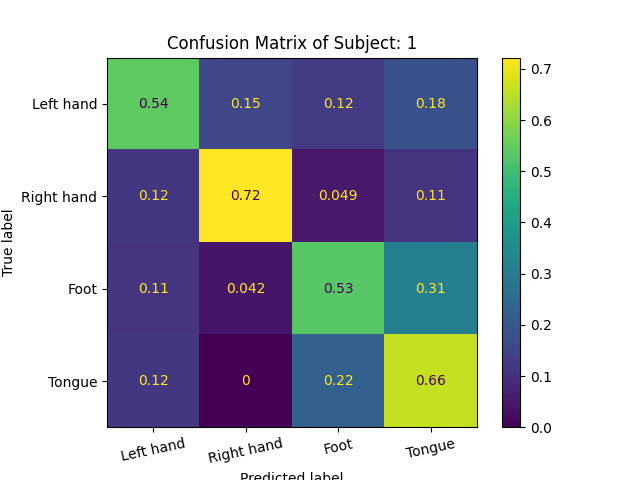 Confusion Matrix of Subject: 1
True label
Left hand 0.54 0.15 0.12 0.18
Right hand 0.12 0.72 0.049 0.11
Foot 0.11 0.042 0.53 0.31
Tongue 0.12 0 0.22 0.66
Left hand Right hand Foot Tongue
Predicted label
0.7
0.6
0.5
0.4
0.3
0.2
0.1
0.0